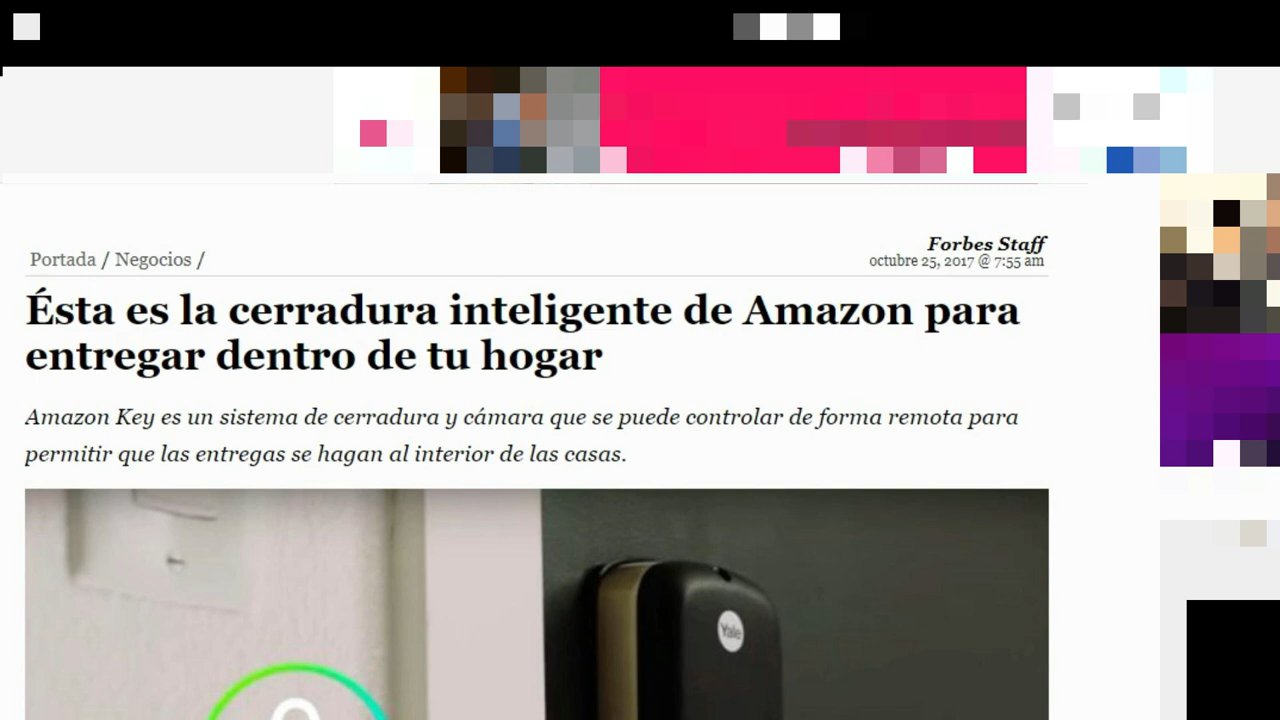 Portada / Negocios /
Forbes Staff
octubre 25, 2017 @ 7:55 am
Ésta es la cerradura inteligente de Amazon para
entregar dentro de tu hogar
Amazon Key es un sistema de cerradura y cámara que se puede controlar de forma remota para
permitir que las entregas se hagan al interior de las casas.
Yale